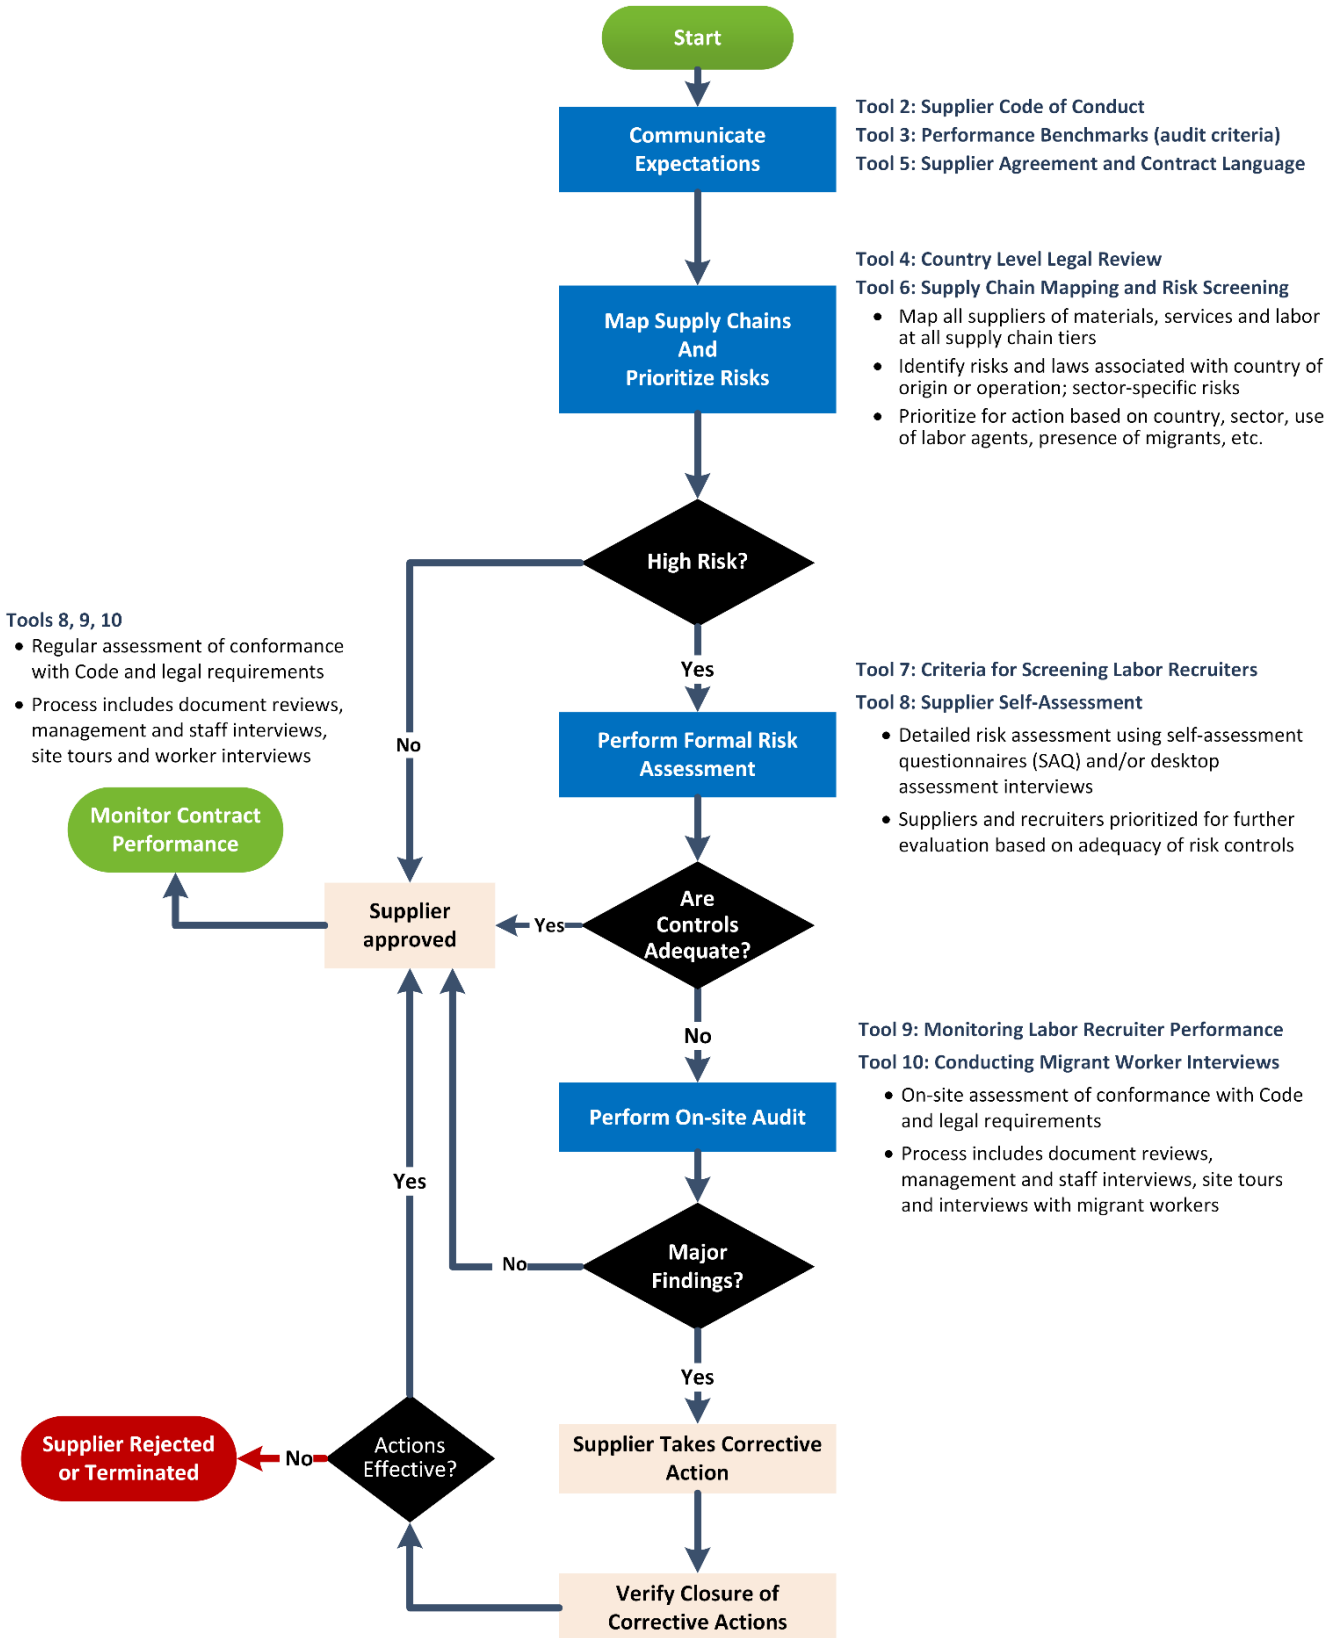 Start
Communicate
Expectations
Tool 2: Supplier Code of Conduct
Tool 3: Performance Benchmarks (audit criteria)
Tool 5: Supplier Agreement and Contract Language
Map Supply Chains
And
Prioritize Risks
Tool 4: Country Level Legal Review
Tool 6: Supply Chain Mapping and Risk Screening
• Map all suppliers of materials, services and labor
at all supply chain tiers
• Identify risks and laws associated with country of
origin or operation; sector-specific risks
• Prioritize for action based on country, sector, use
of labor agents, presence of migrants, etc.
High Risk?
Yes
No
Tools 8, 9, 10
• Regular assessment of conformance
with Code and legal requirements
• Process includes document reviews,
management and staff interviews,
site tours and worker interviews
Perform Formal Risk
Assessment
Tool 7: Criteria for Screening Labor Recruiters
Tool 8: Supplier Self-Assessment
• Detailed risk assessment using self-assessment
questionnaires (SAQ) and/or desktop
assessment interviews
• Suppliers and recruiters prioritized for further
evaluation based on adequacy of risk controls
Monitor Contract
Performance
Supplier
approved
Yes
Are
Controls
Adequate?
No
Perform On-site Audit
Tool 9: Monitoring Labor Recruiter Performance
Tool 10: Conducting Migrant Worker Interviews
• On-site assessment of conformance with Code
and legal requirements
• Process includes document reviews,
management and staff interviews, site tours
and interviews with migrant workers
Yes
No
Major
Findings?
Yes
Supplier Takes Corrective
Action
Supplier Rejected
or Terminated
No
Actions
Effective?
Verify Closure of
Corrective Actions